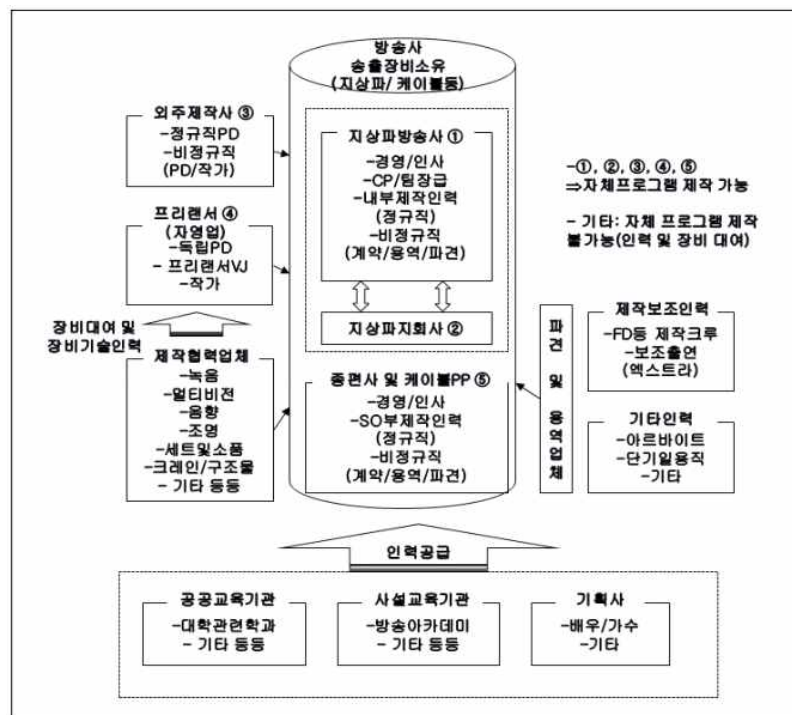 방송사
송출장비소유
(지상파/ 케이블등)
외주제작사 ③
-정규직PD
-비정규직
(PD/작가)
프리랜서 ④
(자영업)
-독립PD
- 프리랜서VJ
-작가
장비대여 및
장비기술인력
제작협력업체
-녹음
-멀티비전
-음향
-조명
-세트및소품
-크레인/구조물
- 기타 등등
지상파방송사 ①
-경영/인사
-CP/팀장급
-내부제작인력
(정규직)
-비정규직
(계약/용역/파견)
지상파지회사 ②
종편사 및 케이블PP ⑤
-경영/인사
-SO부제작인력
(정규직)
-비정규직
(계약/용역/파견)
-①, ②, ③, ④, ⑤
⇒자체프로그램 제작 가능
- 기타: 자체 프로그램 제작
불가능(인력 및 장비 대여)
파견 및 용역업체
제작보조인력
-FD등 제작크루
-보조출연
(엑스트라)
기타인력
-아르바이트
-단기일용직
-기타
인력공급
공공교육기관
-대학관련학과
- 기타 등등
사설교육기관
-방송아카데미
- 기타 등등
기획사
-배우/가수
-기타